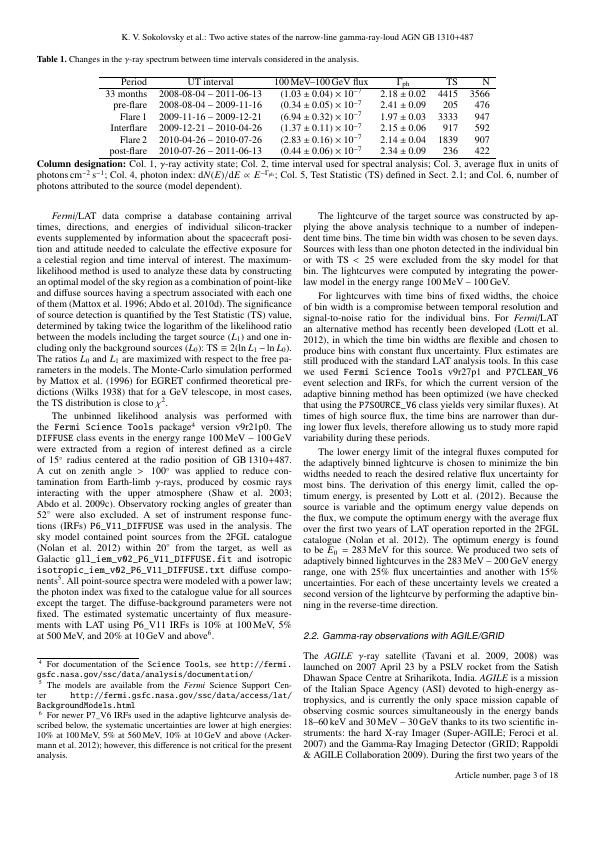 K. V. Sokolovsky et al.: Two active states of the narrow-line gamma-ray-loud AGN GB 1310+487
Table 1. Changes in the γ-ray spectrum between time intervals considered in the analysis.
Period UT interval 100 MeV–100 GeV flux Γph TS N
33 months 2008-08-04 – 2011-06-13 (1.03 ± 0.04) × 10⁻⁷ 2.18 ± 0.02 4415 3566
pre-flare 2008-08-04 – 2009-11-16 (0.34 ± 0.05) × 10⁻⁷ 2.41 ± 0.09 205 476
Flare 1 2009-11-16 – 2009-12-21 (6.94 ± 0.32) × 10⁻⁷ 1.97 ± 0.03 3333 947
Interflare 2009-12-21 – 2010-04-26 (1.37 ± 0.11) × 10⁻⁷ 2.15 ± 0.06 917 592
Flare 2 2010-04-26 – 2010-07-26 (2.83 ± 0.16) × 10⁻⁷ 2.14 ± 0.04 1839 907
post-flare 2010-07-26 – 2011-06-13 (0.44 ± 0.06) × 10⁻⁷ 2.34 ± 0.09 236 422
Column designation: Col. 1, γ-ray activity state; Col. 2, time interval used for spectral analysis; Col. 3, average flux in units of
photons cm⁻² s⁻¹; Col. 4, photon index: dN(E)/dE ∝ E^−Γph; Col. 5, Test Statistic (TS) defined in Sect. 2.1; and Col. 6, number of
photons attributed to the source (model dependent).
Fermi/LAT data comprise a database containing arrival
times, directions, and energies of individual silicon-tracker
events supplemented by information about the spacecraft posi-
tion and attitude needed to calculate the effective exposure for
a celestial region and time interval of interest. The maximum-
likelihood method is used to analyze these data by constructing
an optimal model of the sky region as a combination of point-like
and diffuse sources having a spectrum associated with each one
of them (Mattox et al. 1996; Abdo et al. 2010d). The significance
of source detection is quantified by the Test Statistic (TS) value,
determined by taking twice the logarithm of the likelihood ratio
between the models including the target source (L₁) and one in-
cluding only the background sources (L₀): TS ≡ 2(ln L₁ − ln L₀).
The ratios L₀ and L₁ are maximized with respect to the free pa-
rameters in the models. The Monte-Carlo simulation performed
by Mattox et al. (1996) for EGRET confirmed theoretical pre-
dictions (Wilks 1938) that for a GeV telescope, in most cases,
the TS distribution is close to χ².
The unbinned likelihood analysis was performed with
the Fermi Science Tools package⁴ version v9r21p0. The
DIFFUSE class events in the energy range 100 MeV – 100 GeV
were extracted from a region of interest defined as a circle
of 15° radius centered at the radio position of GB 1310+487.
A cut on zenith angle > 100° was applied to reduce con-
tamination from Earth-limb γ-rays, produced by cosmic rays
interacting with the upper atmosphere (Shaw et al. 2003;
Abdo et al. 2009c). Observatory rocking angles of greater than
52° were also excluded. A set of instrument response func-
tions (IRFs) P6_V11_DIFFUSE was used in the analysis. The
sky model contained point sources from the 2FGL catalogue
(Nolan et al. 2012) within 20° from the target, as well as
Galactic gll_iem_v02_P6_V11_DIFFUSE.fit and isotropic
isotropic_iem_v02_P6_V11_DIFFUSE.txt diffuse compo-
nents⁵. All point-source spectra were modeled with a power law;
the photon index was fixed to the catalogue value for all sources
except the target. The diffuse-background parameters were not
fixed. The estimated systematic uncertainty of flux measure-
ments with LAT using P6_V11 IRFs is 10% at 100 MeV, 5%
at 500 MeV, and 20% at 10 GeV and above⁶.
⁴ For documentation of the Science Tools, see http://fermi.
gsfc.nasa.gov/ssc/data/analysis/documentation/
⁵ The models are available from the Fermi Science Support Cen-
ter http://fermi.gsfc.nasa.gov/ssc/data/access/lat/
BackgroundModels.html
⁶ For newer P7_V6 IRFs used in the adaptive lightcurve analysis de-
scribed below, the systematic uncertainties are lower at high energies:
10% at 100 MeV, 5% at 560 MeV, 10% at 10 GeV and above (Acker-
mann et al. 2012); however, this difference is not critical for the present
analysis.
The lightcurve of the target source was constructed by ap-
plying the above analysis technique to a number of indepen-
dent time bins. The time bin width was chosen to be seven days.
Sources with less than one photon detected in the individual bin
or with TS < 25 were excluded from the sky model for that
bin. The lightcurves were computed by integrating the power-
law model in the energy range 100 MeV – 100 GeV.
For lightcurves with time bins of fixed widths, the choice
of bin width is a compromise between temporal resolution and
signal-to-noise ratio for the individual bins. For Fermi/LAT
an alternative method has recently been developed (Lott et al.
2012), in which the time bin widths are flexible and chosen to
produce bins with constant flux uncertainty. Flux estimates are
still produced with the standard LAT analysis tools. In this case
we used Fermi Science Tools v9r27p1 and P7CLEAN_V6
event selection and IRFs, for which the current version of the
adaptive binning method has been optimized (we have checked
that using the P7SOURCE_V6 class yields very similar fluxes). At
times of high source flux, the time bins are narrower than dur-
ing lower flux levels, therefore allowing us to study more rapid
variability during these periods.
The lower energy limit of the integral fluxes computed for
the adaptively binned lightcurve is chosen to minimize the bin
widths needed to reach the desired relative flux uncertainty for
most bins. The derivation of this energy limit, called the op-
timum energy, is presented by Lott et al. (2012). Because the
source is variable and the optimum energy value depends on
the flux, we compute the optimum energy with the average flux
over the first two years of LAT operation reported in the 2FGL
catalogue (Nolan et al. 2012). The optimum energy is found
to be E₀ = 283 MeV for this source. We produced two sets of
adaptively binned lightcurves in the 283 MeV – 200 GeV energy
range, one with 25% flux uncertainties and another with 15%
uncertainties. For each of these uncertainty levels we created a
second version of the lightcurve by performing the adaptive bin-
ning in the reverse-time direction.
2.2. Gamma-ray observations with AGILE/GRID
The AGILE γ-ray satellite (Tavani et al. 2009, 2008) was
launched on 2007 April 23 by a PSLV rocket from the Satish
Dhawan Space Centre at Sriharikota, India. AGILE is a mission
of the Italian Space Agency (ASI) devoted to high-energy as-
trophysics, and is currently the only space mission capable of
observing cosmic sources simultaneously in the energy bands
18–60 keV and 30 MeV – 30 GeV thanks to its two scientific in-
struments: the hard X-ray Imager (Super-AGILE; Feroci et al.
2007) and the Gamma-Ray Imaging Detector (GRID; Rappoldi
& AGILE Collaboration 2009). During the first two years of the
Article number, page 3 of 18